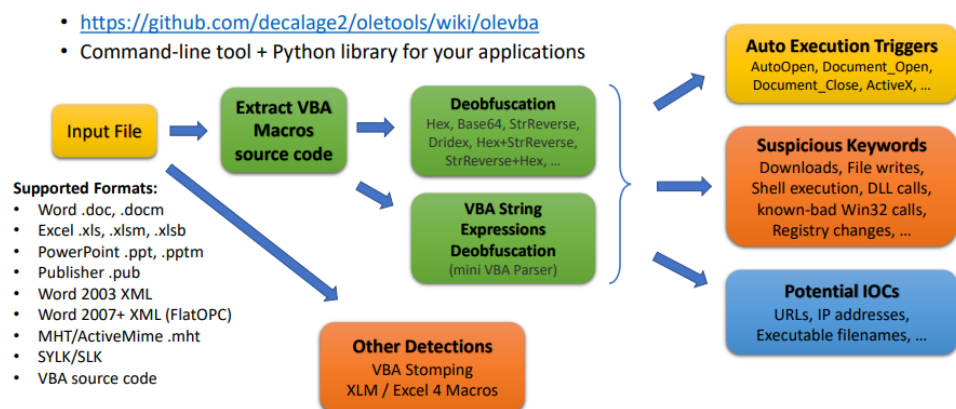 • https://github.com/decalage2/oletools/wiki/olevba
• Command-line tool + Python library for your applications
Input File
Supported Formats:
• Word .doc, .docm
• Excel .xls, .xlsm, .xlsb
• PowerPoint .ppt, .pptm
• Publisher .pub
• Word 2003 XML
• Word 2007+ XML (FlatOPC)
• MHT/ActiveMime .mht
• SYLK/SLK
• VBA source code
Extract VBA
Macros
source code
Deobfuscation
Hex, Base64, StrReverse,
Dridex, Hex+StrReverse,
StrReverse+Hex, ...
VBA String
Expressions
Deobfuscation
(mini VBA Parser)
Other Detections
VBA Stomping
XLM / Excel 4 Macros
Auto Execution Triggers
AutoOpen, Document_Open,
Document_Close, ActiveX, ...
Suspicious Keywords
Downloads, File writes,
Shell execution, DLL calls,
known-bad Win32 calls,
Registry changes, ...
Potential IOCs
URLs, IP addresses,
Executable filenames, ...